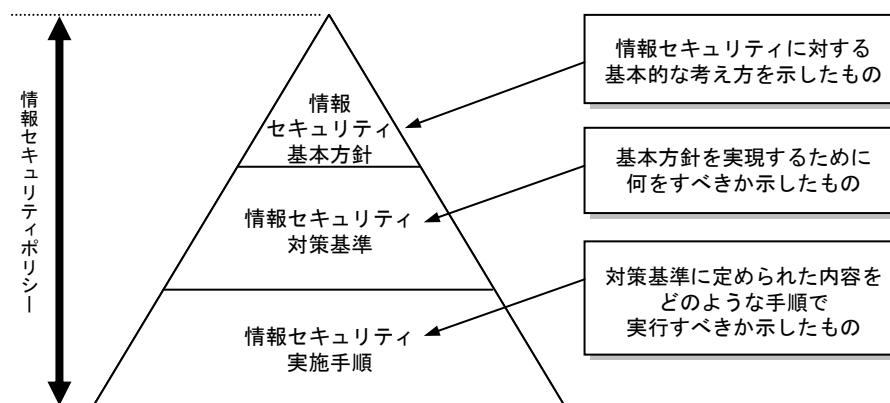 情報セキュリティポリシー
情報
セキュリティ
基本方針
情報セキュリティに対する
基本的な考え方を示したもの
情報セキュリティ
対策基準
基本方針を実現するために
何をすべきか示したもの
情報セキュリティ
実施手順
対策基準に定められた内容を
どのような手順で
実行すべきか示したもの